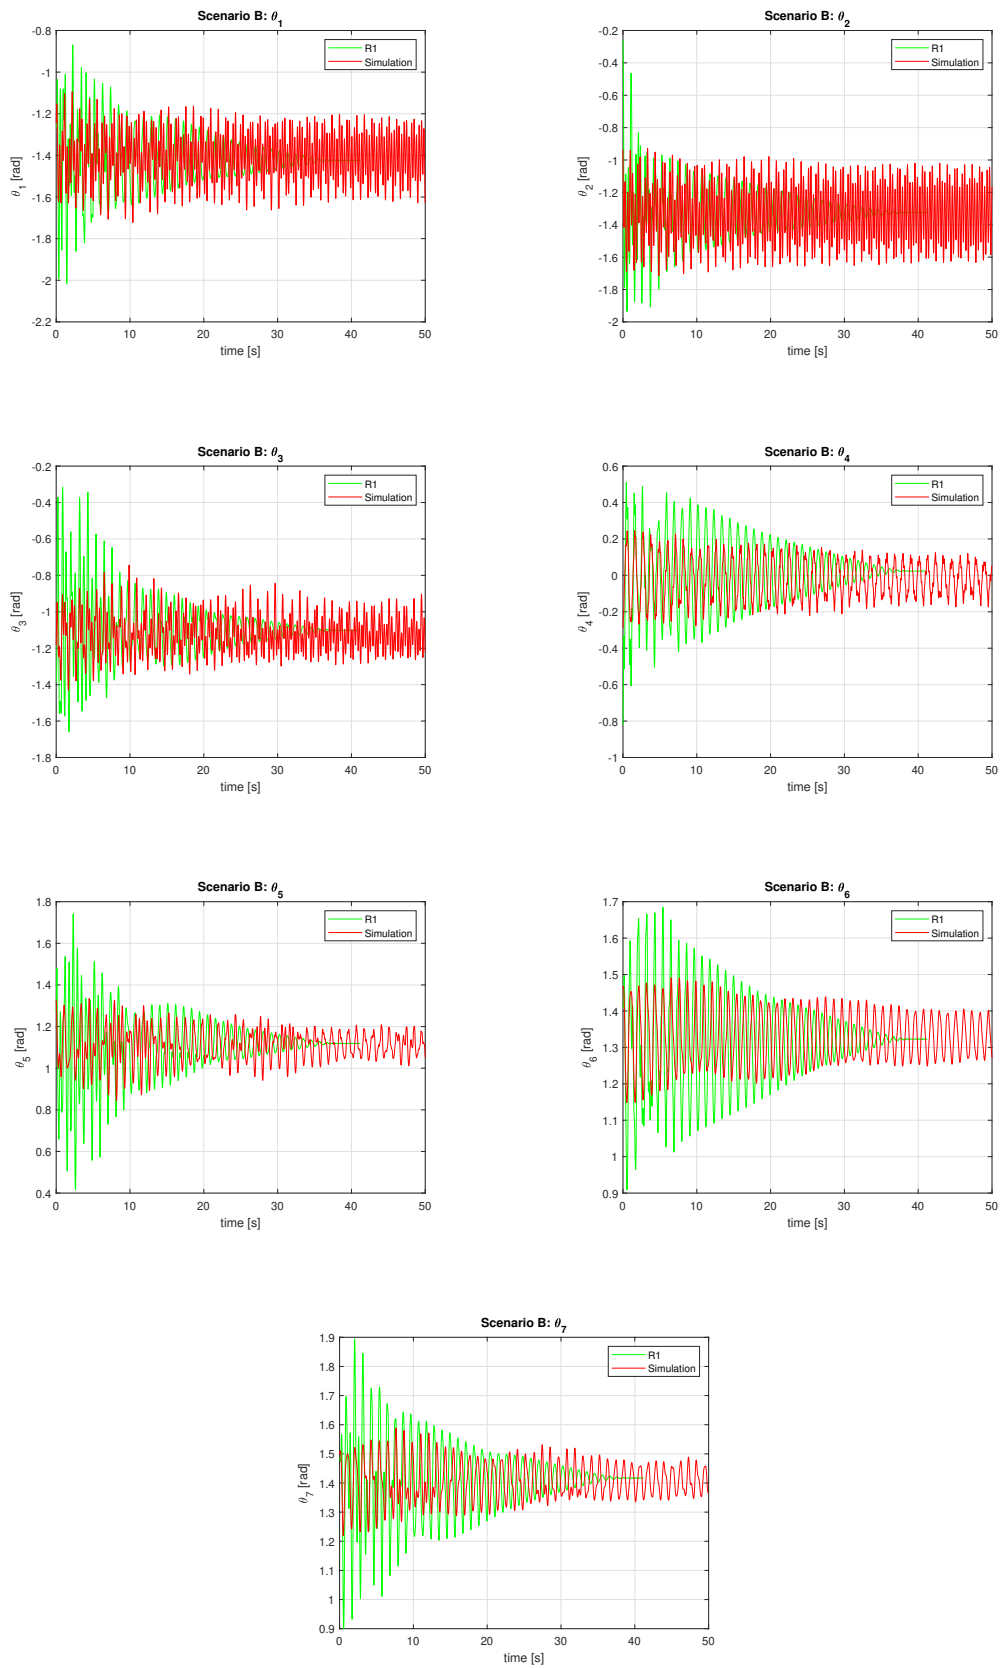 Scenario B: θ1
R1
Simulation
θ1 [rad]
-0.8
-1
-1.2
-1.4
-1.6
-1.8
-2
-2.2
0 10 20 30 40 50
time [s]
Scenario B: θ2
R1
Simulation
θ2 [rad]
-0.2
-0.4
-0.6
-0.8
-1
-1.2
-1.4
-1.6
-1.8
-2
0 10 20 30 40 50
time [s]
Scenario B: θ3
R1
Simulation
θ3 [rad]
-0.2
-0.4
-0.6
-0.8
-1
-1.2
-1.4
-1.6
-1.8
0 10 20 30 40 50
time [s]
Scenario B: θ4
R1
Simulation
θ4 [rad]
0.6
0.4
0.2
0
-0.2
-0.4
-0.6
-0.8
-1
0 10 20 30 40 50
time [s]
Scenario B: θ5
R1
Simulation
θ5 [rad]
1.8
1.6
1.4
1.2
1
0.8
0.6
0.4
0 10 20 30 40 50
time [s]
Scenario B: θ6
R1
Simulation
θ6 [rad]
1.7
1.6
1.5
1.4
1.3
1.2
1.1
1
0.9
0 10 20 30 40 50
time [s]
Scenario B: θ7
R1
Simulation
θ7 [rad]
1.9
1.8
1.7
1.6
1.5
1.4
1.3
1.2
1.1
1
0.9
0 10 20 30 40 50
time [s]